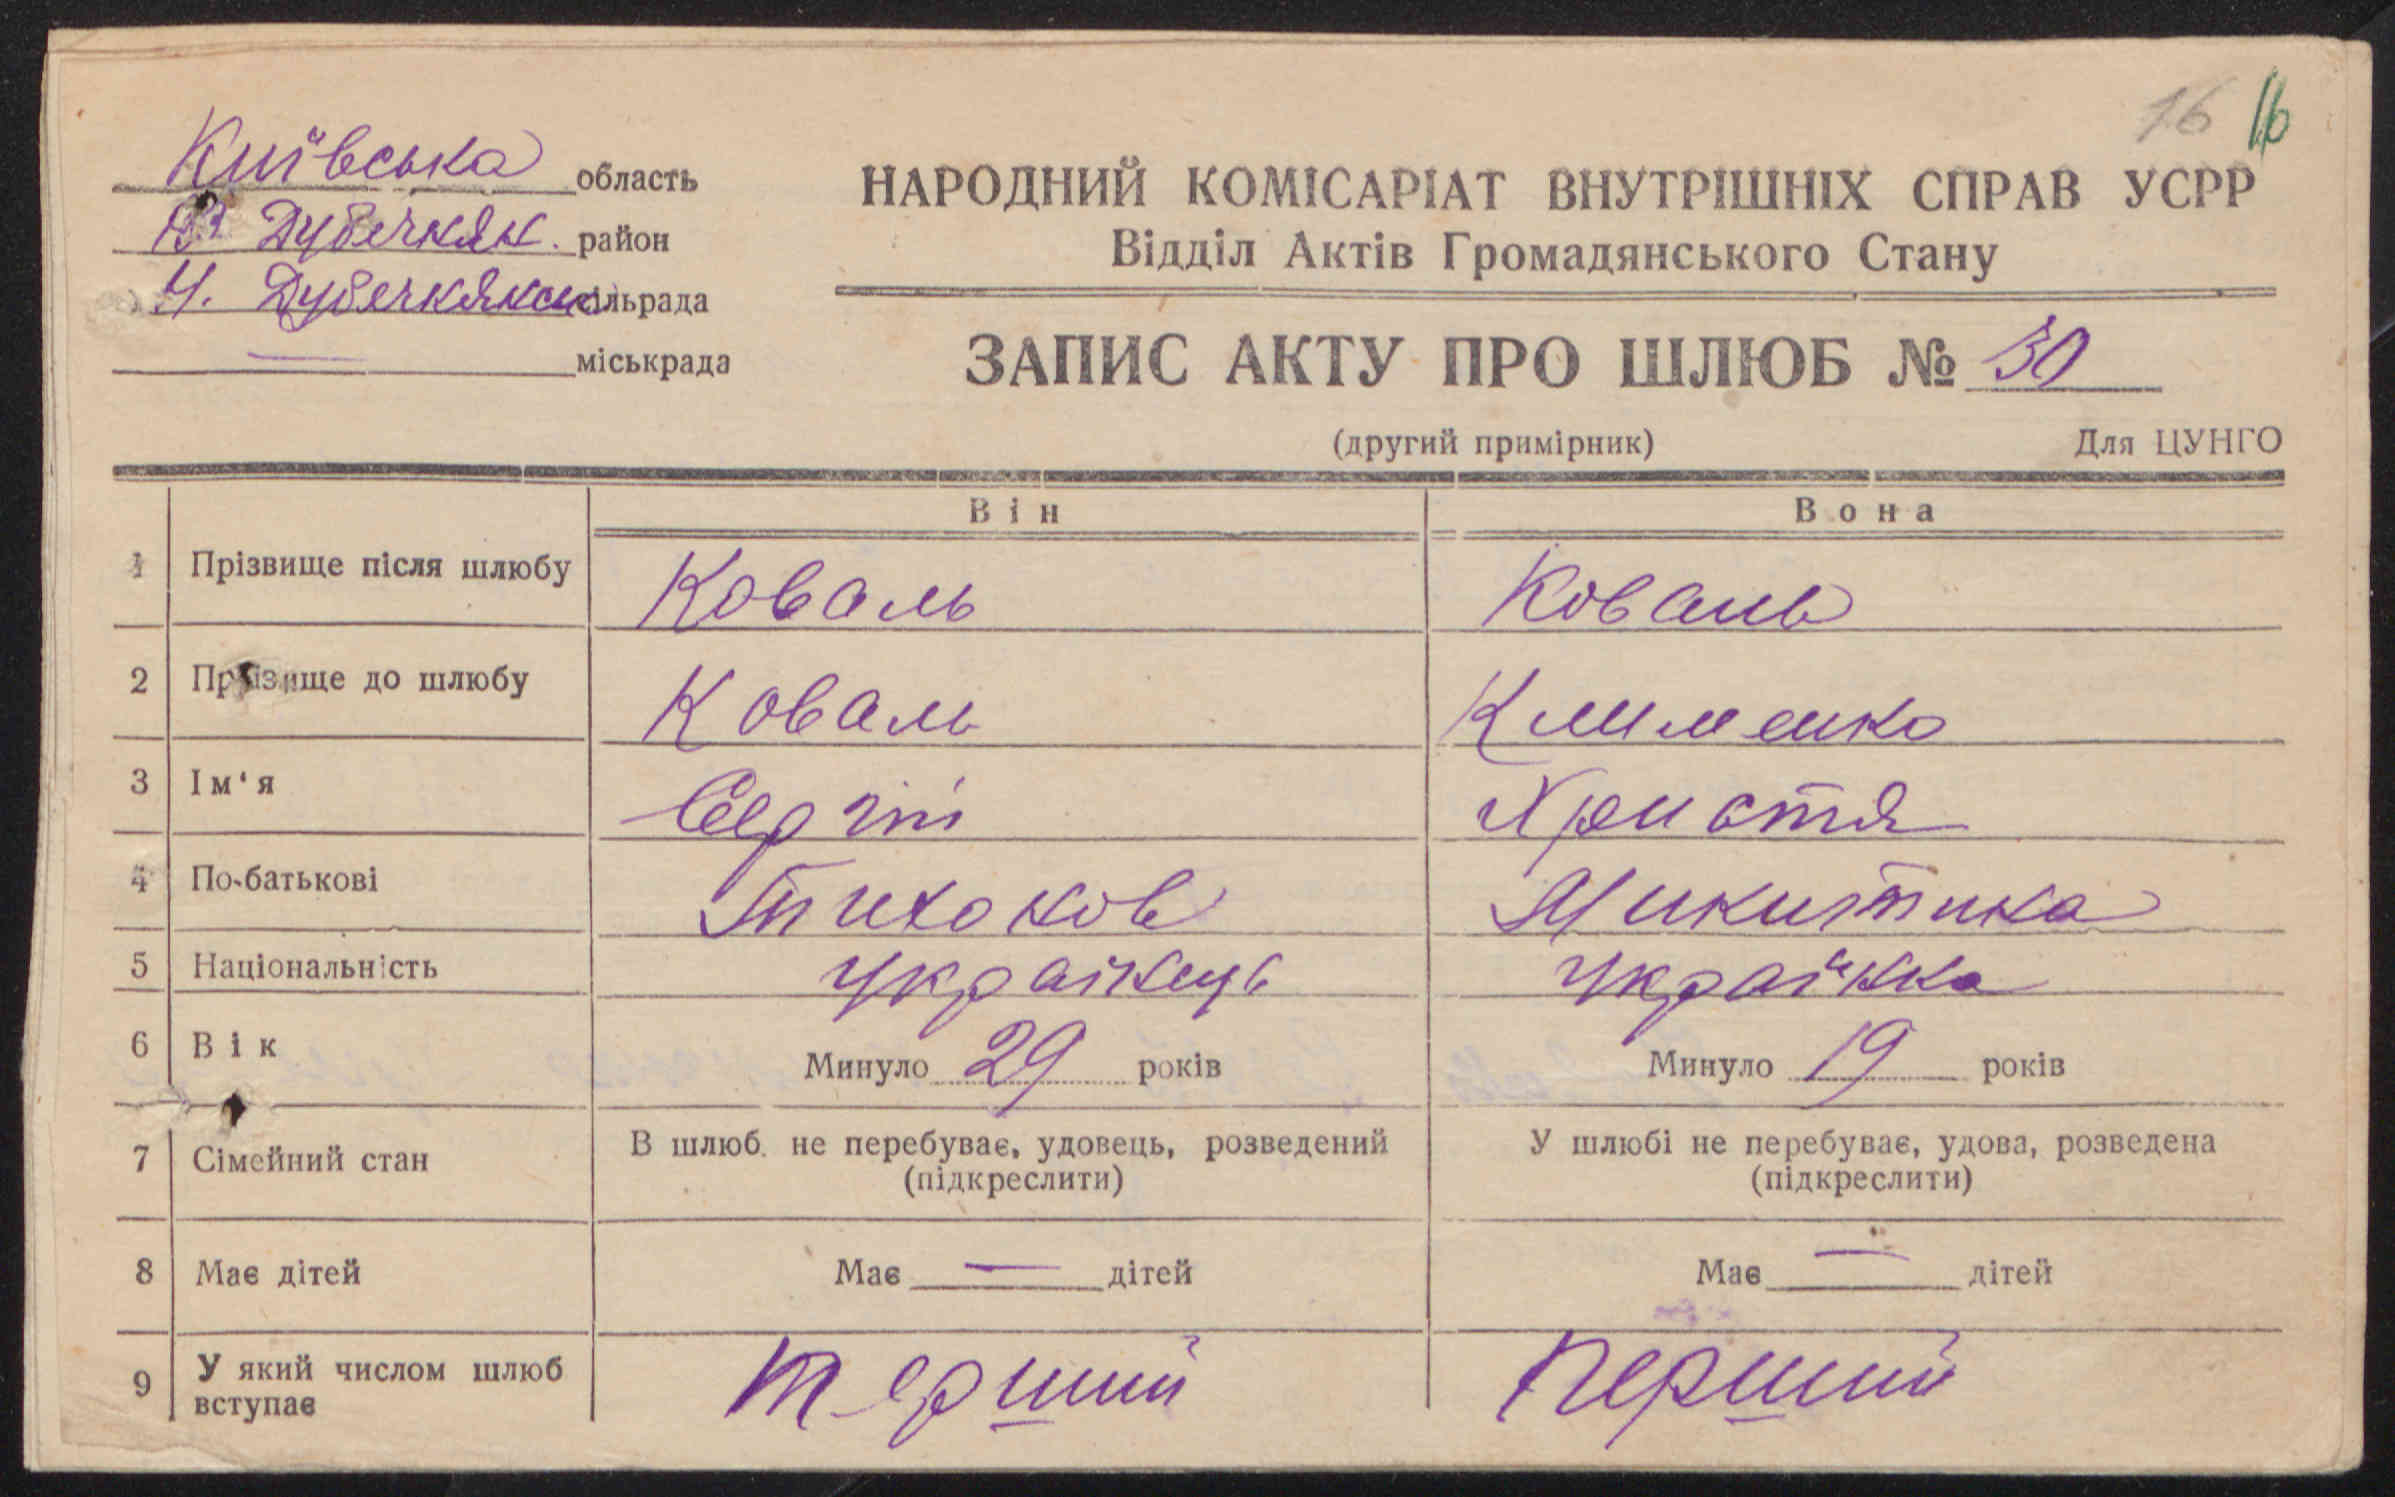 16 16
Київська область
В Дубечняк. район
Н. Дубечнянськ сільрада
— міськрада
НАРОДНИЙ КОМІСАРІАТ ВНУТРІШНІХ СПРАВ УСРР
Відділ Актів Громадянського Стану
ЗАПИС АКТУ ПРО ШЛЮБ № 30
(другий примірник) Для ЦУНГО
Він Вона
1 Прізвище після шлюбу Коваль Коваль
2 Прізвище до шлюбу Коваль Клименко
3 Ім‘я Сергій Христя
4 По-батькові Тихонов Микитина
5 Національність Українець Українка
6 Вік Минуло 29 років Минуло 19 років
7 Сімейний стан В шлюб. не перебуває, удовець, розведений У шлюбі не перебуває, удова, розведена
(підкреслити) (підкреслити)
8 Має дітей Має — дітей Має — дітей
9 У який числом шлюб
вступає Перший Перший